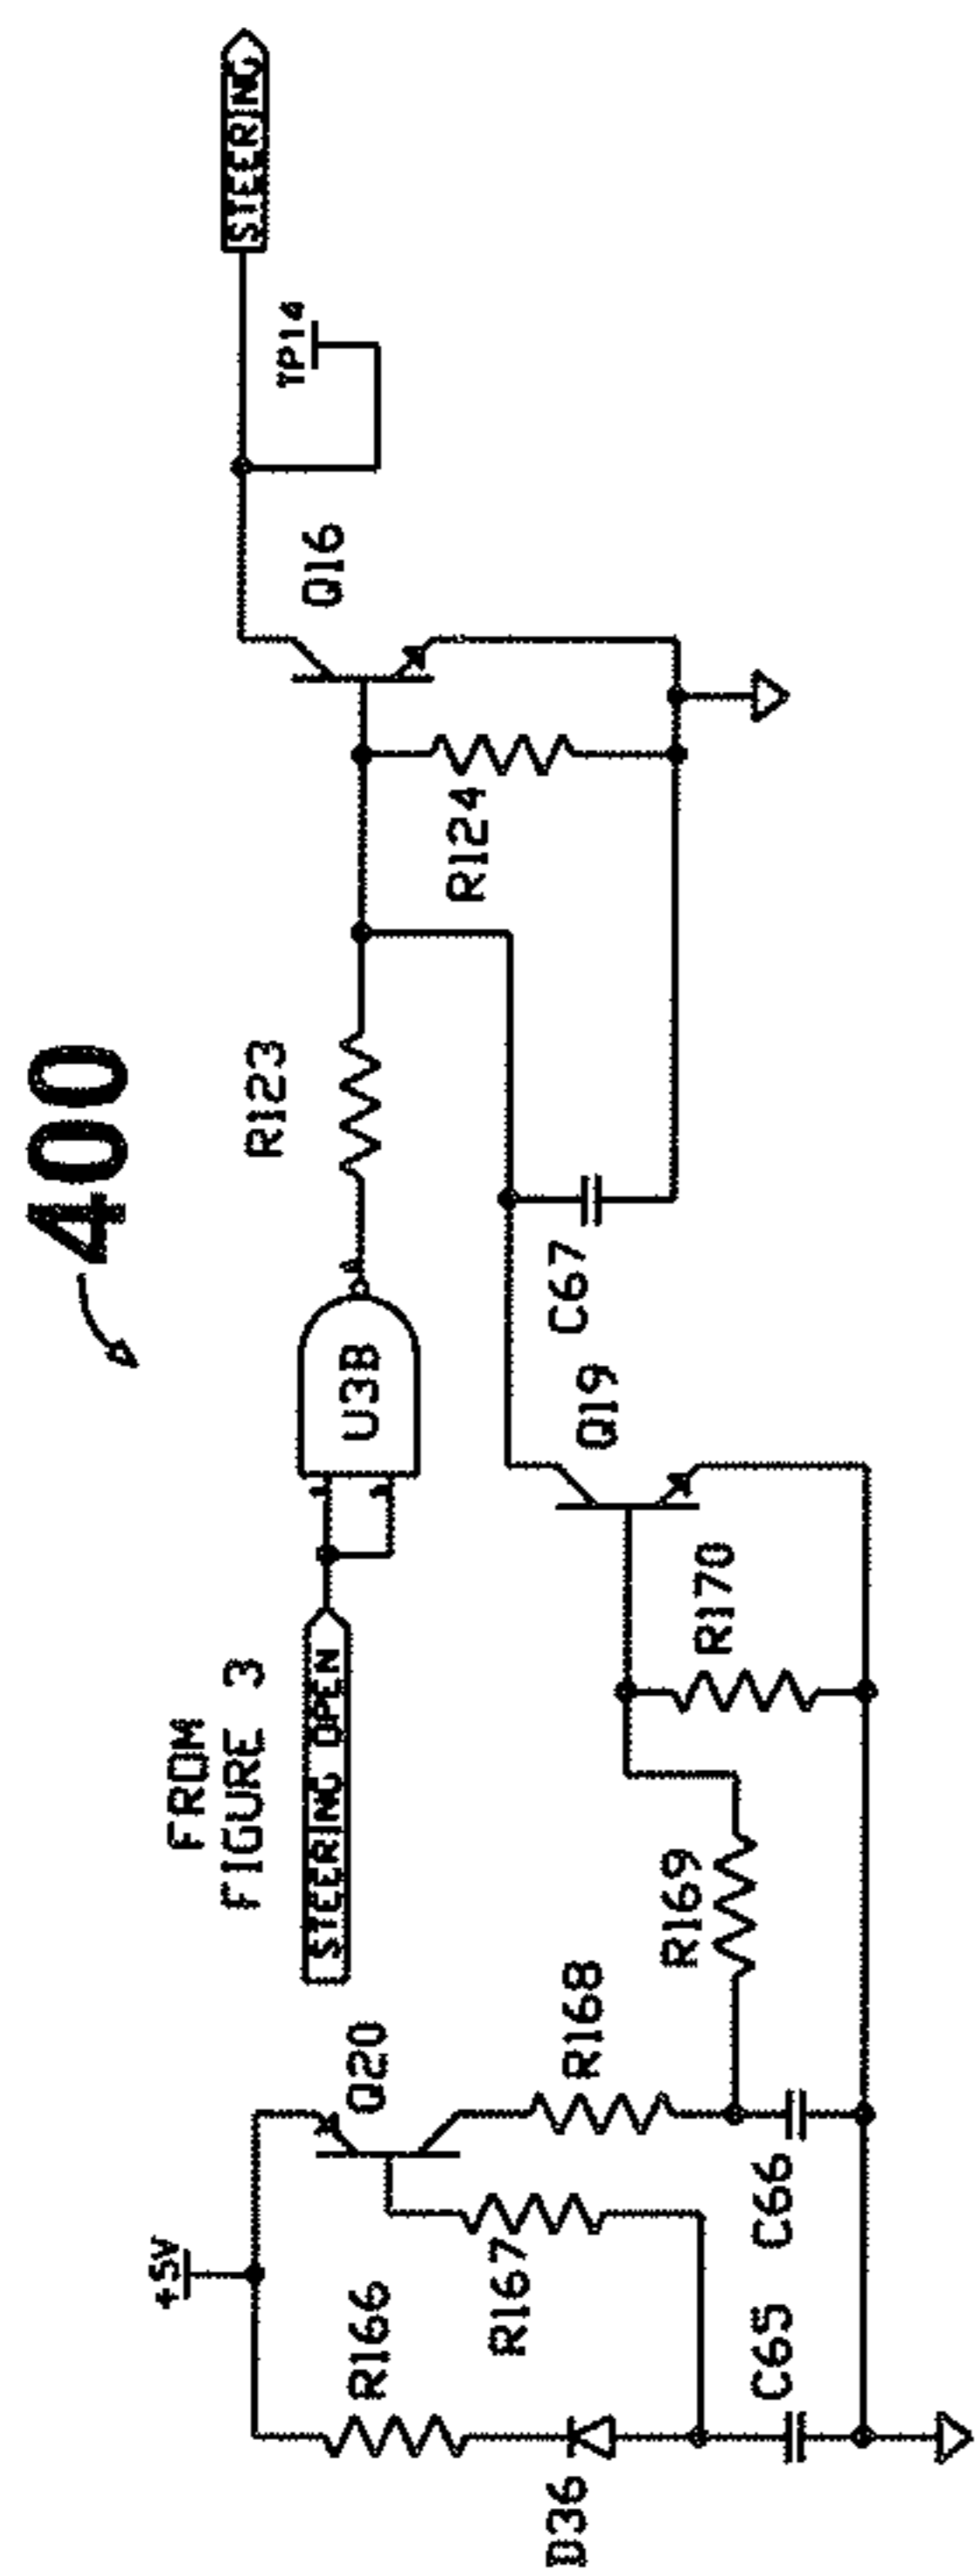 400
FROM
FIGURE 3
STEERING OPEN
U3B
R123
STEERING
TP14
Q16
R124
C67
Q19
+5V
Q20
R166
R167
R168
R169
R170
D36
C65
C66